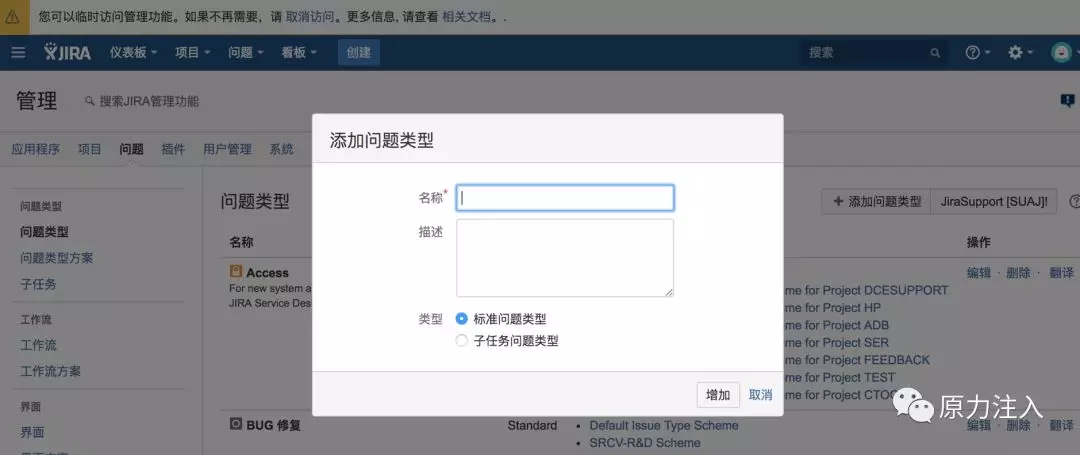 您可以临时访问管理功能。如果不再需要，请 取消访问。更多信息, 请查看 相关文档。.
JIRA 仪表板 项目 问题 看板 创建 搜索
管理 搜索JIRA管理功能
应用程序 项目 问题 插件 用户管理 系统
添加问题类型
名称*
描述
类型 标准问题类型
子任务问题类型
增加 取消
问题类型
问题类型
问题类型方案
子任务
工作流
工作流
工作流方案
界面
界面
问题类型 + 添加问题类型 JiraSupport [SUAJ]!
名称 操作
Access 编辑 · 删除 · 翻译
For new system a
JIRA Service Des
me for Project DCESUPPORT
me for Project HP
me for Project ADB
me for Project SER
me for Project FEEDBACK
me for Project TEST
me for Project CTOC
BUG 修复 Standard • Default Issue Type Scheme 编辑 · 删除 · 翻译
• SRCV-R&D Scheme
原力注入